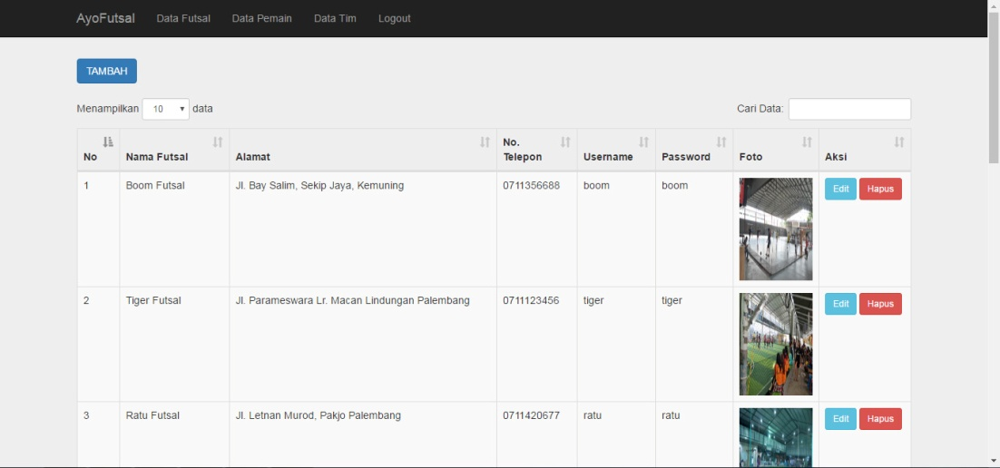 AyoFutsal Data Futsal Data Pemain Data Tim Logout
TAMBAH
Menampilkan 10 data Cari Data:
No Nama Futsal Alamat No. Telepon Username Password Foto Aksi
1 Boom Futsal Jl. Bay Salim, Sekip Jaya, Kemuning 0711356688 boom boom Edit Hapus
2 Tiger Futsal Jl. Parameswara Lr. Macan Lindungan Palembang 0711123456 tiger tiger Edit Hapus
3 Ratu Futsal Jl. Letnan Murod, Pakjo Palembang 0711420677 ratu ratu Edit Hapus